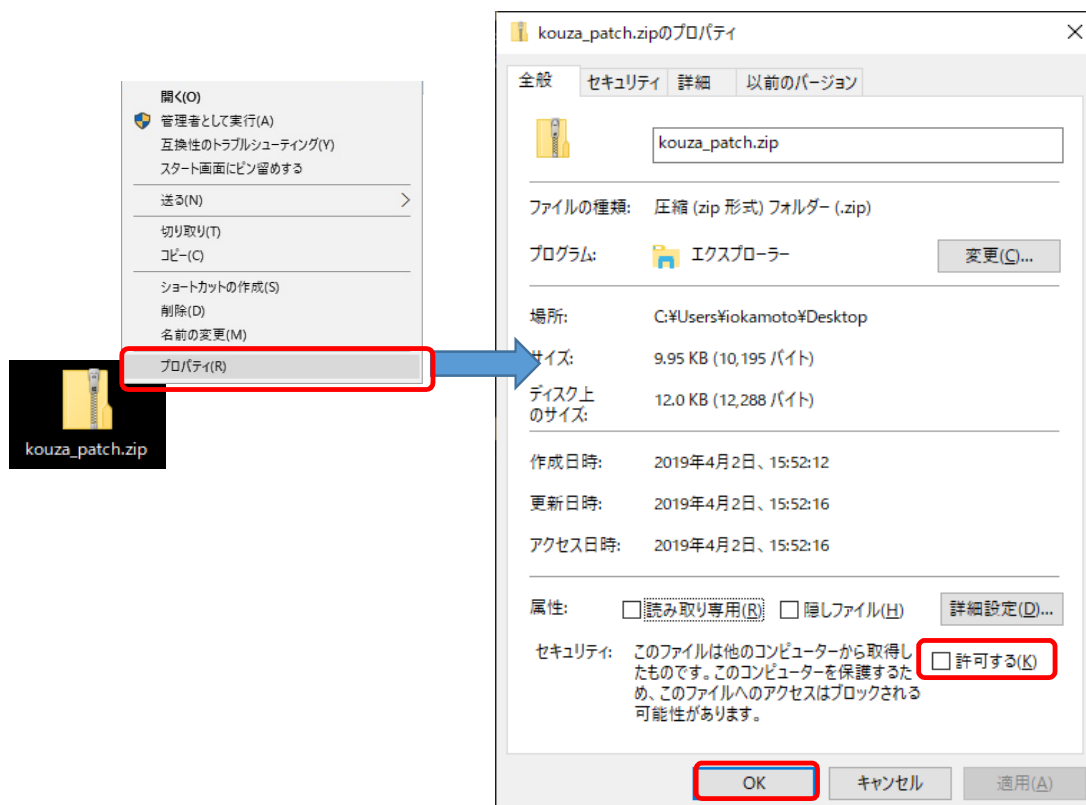 開く(O)
管理者として実行(A)
互換性のトラブルシューティング(Y)
スタート画面にピン留めする
送る(N)
切り取り(T)
コピー(C)
ショートカットの作成(S)
削除(D)
名前の変更(M)
プロパティ(R)
kouza_patch.zip
kouza_patch.zipのプロパティ
全般 セキュリティ 詳細 以前のバージョン
kouza_patch.zip
ファイルの種類: 圧縮 (zip 形式) フォルダー (.zip)
プログラム: エクスプローラー 変更(C)...
場所: C:¥Users¥iokamoto¥Desktop
サイズ: 9.95 KB (10,195 バイト)
ディスク上
のサイズ: 12.0 KB (12,288 バイト)
作成日時: 2019年4月2日、15:52:12
更新日時: 2019年4月2日、15:52:16
アクセス日時: 2019年4月2日、15:52:16
属性: 読み取り専用(R) 隠しファイル(H) 詳細設定(D)...
セキュリティ: このファイルは他のコンピューターから取得し
たものです。このコンピューターを保護するた
め、このファイルへのアクセスはブロックされる
可能性があります。
許可する(K)
OK キャンセル 適用(A)